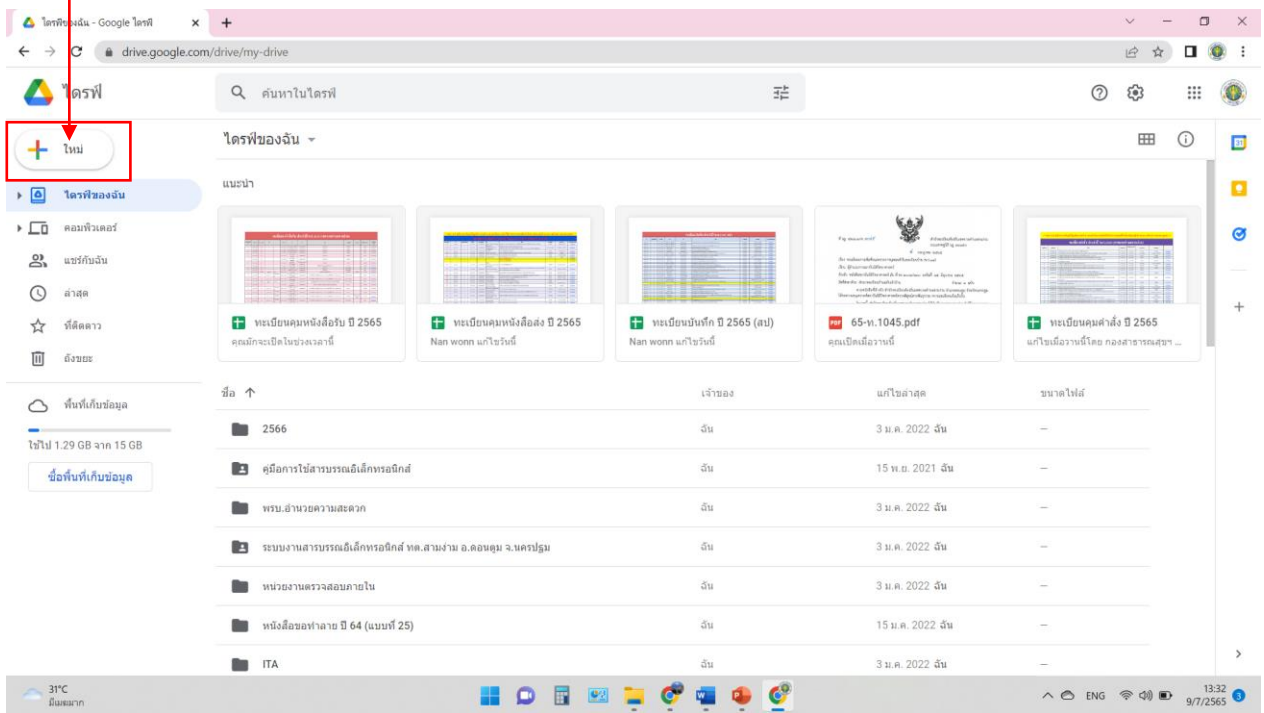 ไดรฟ์ของฉัน - Google ไดรฟ์
drive.google.com/drive/my-drive
ไดรฟ์
ค้นหาในไดรฟ์
ใหม่
ไดรฟ์ของฉัน
ไดรฟ์ของฉัน
คอมพิวเตอร์
แชร์กับฉัน
ล่าสุด
ที่ติดดาว
ถังขยะ
พื้นที่เก็บข้อมูล
ใช้ไป 1.29 GB จาก 15 GB
ซื้อพื้นที่เก็บข้อมูล
แนะนำ
ทะเบียนคุมหนังสือรับ ปี 2565
คุณมักจะเปิดในช่วงเวลานี้
ทะเบียนคุมหนังสือส่ง ปี 2565
Nan wonn แก้ไขวันนี้
ทะเบียนบันทึก ปี 2565 (สป)
Nan wonn แก้ไขวันนี้
PDF
65-ท.1045.pdf
คุณเปิดเมื่อวานนี้
ทะเบียนคุมคำสั่ง ปี 2565
แก้ไขเมื่อวานนี้โดย กองสาธารณสุขฯ ...
ชื่อ เจ้าของ แก้ไขล่าสุด ขนาดไฟล์
2566 ฉัน 3 ม.ค. 2022 ฉัน –
คู่มือการใช้สารบรรณอิเล็กทรอนิกส์ ฉัน 15 พ.ย. 2021 ฉัน –
พรบ.อำนวยความสะดวก ฉัน 3 ม.ค. 2022 ฉัน –
ระบบงานสารบรรณอิเล็กทรอนิกส์ ทต.สามง่าม อ.ดอนตูม จ.นครปฐม ฉัน 3 ม.ค. 2022 ฉัน –
หน่วยงานตรวจสอบภายใน ฉัน 3 ม.ค. 2022 ฉัน –
หนังสือขอทำลาย ปี 64 (แบบที่ 25) ฉัน 15 ม.ค. 2022 ฉัน –
ITA ฉัน 3 ม.ค. 2022 ฉัน –
31
31°C
มีเมฆมาก
ENG
13:32
9/7/2565
3